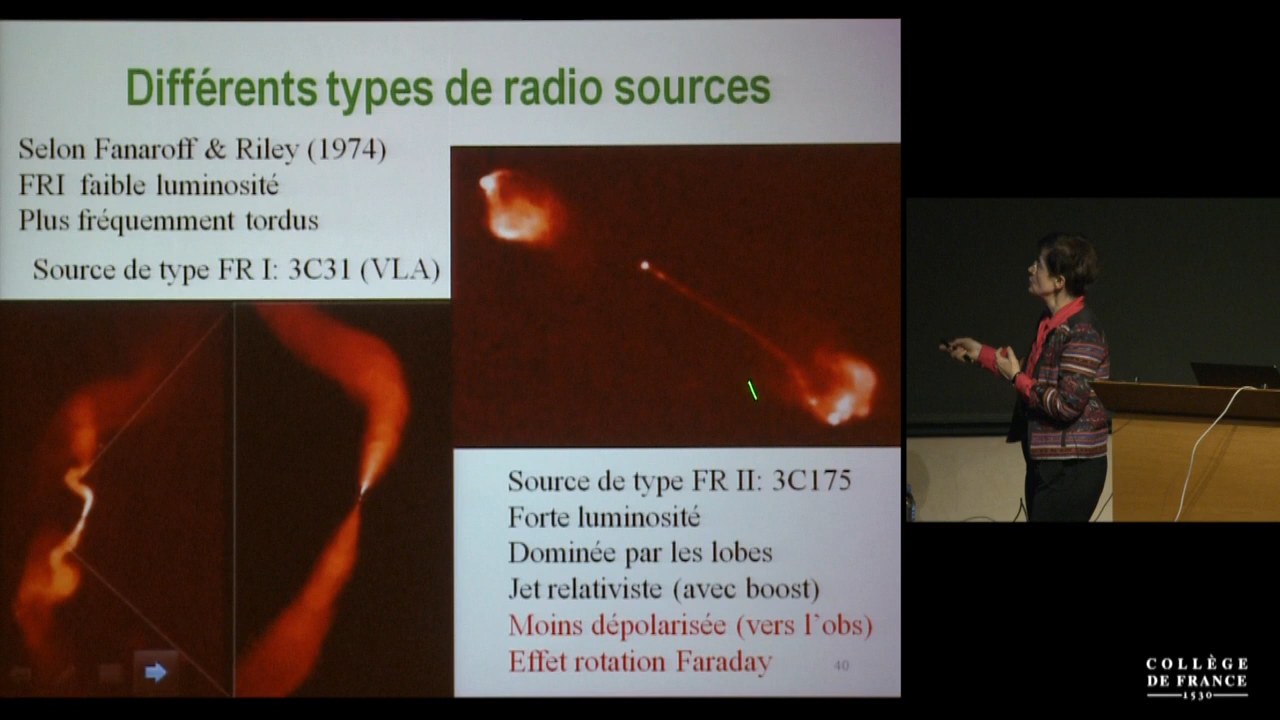 Différents types de radio sources
Selon Fanaroff & Riley (1974)
FRI faible luminosité
Plus fréquemment tordus
Source de type FR I: 3C31 (VLA)
Source de type FR II: 3C175
Forte luminosité
Dominée par les lobes
Jet relativiste (avec boost)
Moins dépolarisée (vers l'obs)
Effet rotation Faraday
40
COLLÈGE
DE FRANCE
1530